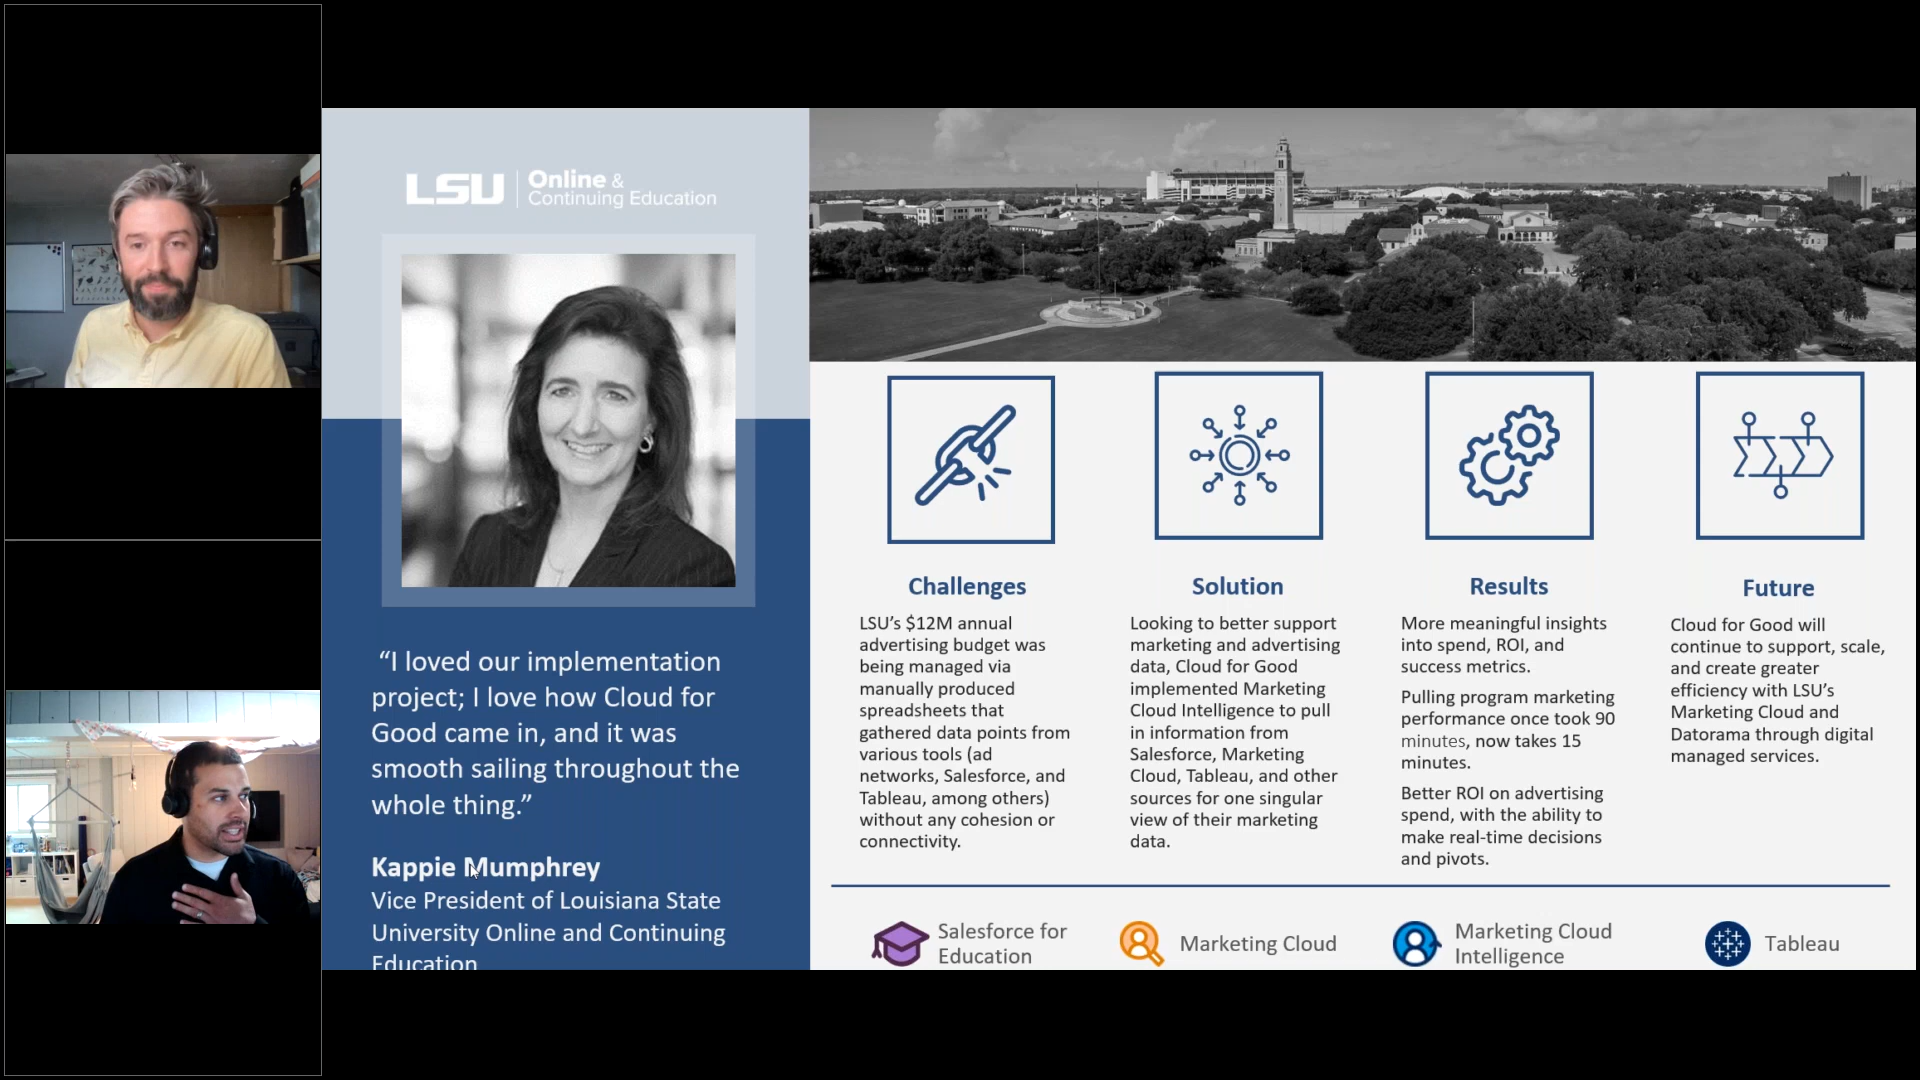 LSU Online &
Continuing Education
“I loved our implementation
project; I love how Cloud for
Good came in, and it was
smooth sailing throughout the
whole thing.”
Kappie Mumphrey
Vice President of Louisiana State
University Online and Continuing
Education
Challenges
LSU’s $12M annual
advertising budget was
being managed via
manually produced
spreadsheets that
gathered data points from
various tools (ad
networks, Salesforce, and
Tableau, among others)
without any cohesion or
connectivity.
Solution
Looking to better support
marketing and advertising
data, Cloud for Good
implemented Marketing
Cloud Intelligence to pull
in information from
Salesforce, Marketing
Cloud, Tableau, and other
sources for one singular
view of their marketing
data.
Results
More meaningful insights
into spend, ROI, and
success metrics.
Pulling program marketing
performance once took 90
minutes, now takes 15
minutes.
Better ROI on advertising
spend, with the ability to
make real-time decisions
and pivots.
Future
Cloud for Good will
continue to support, scale,
and create greater
efficiency with LSU’s
Marketing Cloud and
Datorama through digital
managed services.
Salesforce for
Education
Marketing Cloud
Marketing Cloud
Intelligence
Tableau